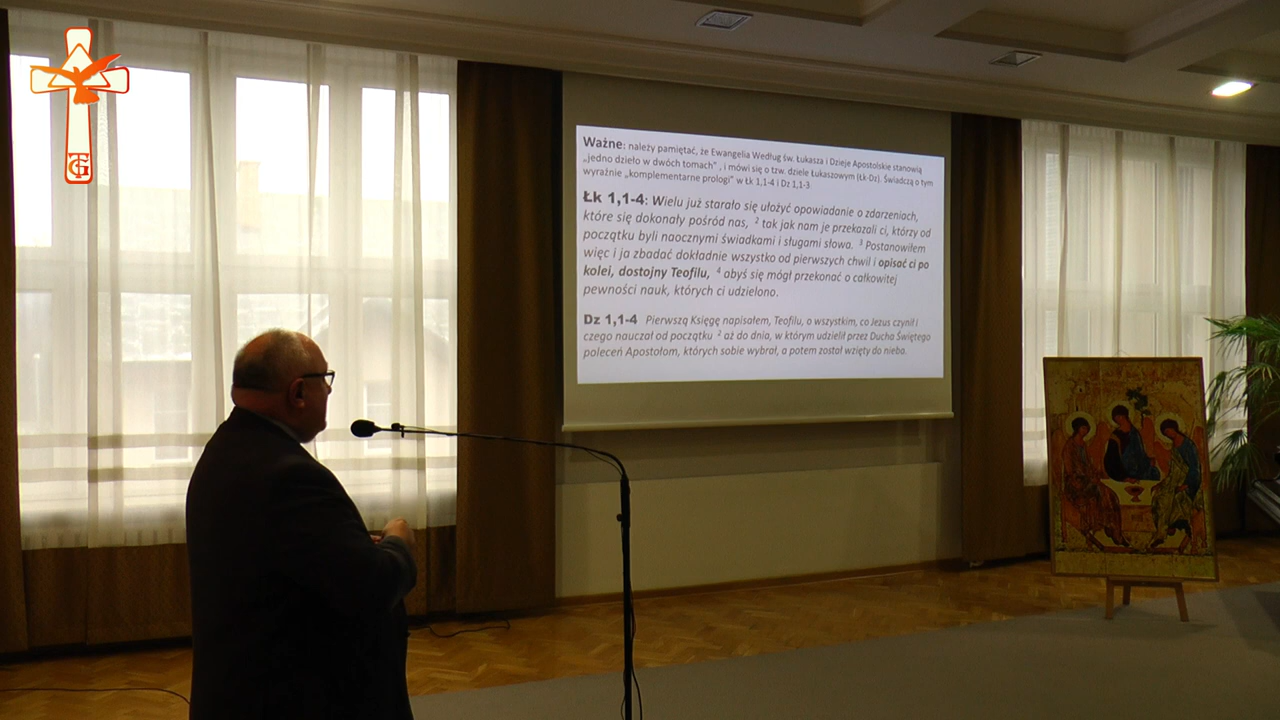 Ważne: należy pamiętać, że Ewangelia Według św. Łukasza i Dzieje Apostolskie stanowią
„jedno dzieło w dwóch tomach” , i mówi się o tzw. dziele Łukaszowym (Łk-Dz). Świadczą o tym
wyraźnie „komplementarne prologi” w Łk 1,1-4 i Dz 1,1-3
Łk 1,1-4: Wielu już starało się ułożyć opowiadanie o zdarzeniach,
które się dokonały pośród nas, 2 tak jak nam je przekazali ci, którzy od
początku byli naocznymi świadkami i sługami słowa. 3 Postanowiłem
więc i ja zbadać dokładnie wszystko od pierwszych chwil i opisać ci po
kolei, dostojny Teofilu, 4 abyś się mógł przekonać o całkowitej
pewności nauk, których ci udzielono.
Dz 1,1-4 Pierwszą Księgę napisałem, Teofilu, o wszystkim, co Jezus czynił i
czego nauczał od początku 2 aż do dnia, w którym udzielił przez Ducha Świętego
poleceń Apostołom, których sobie wybrał, a potem został wzięty do nieba.